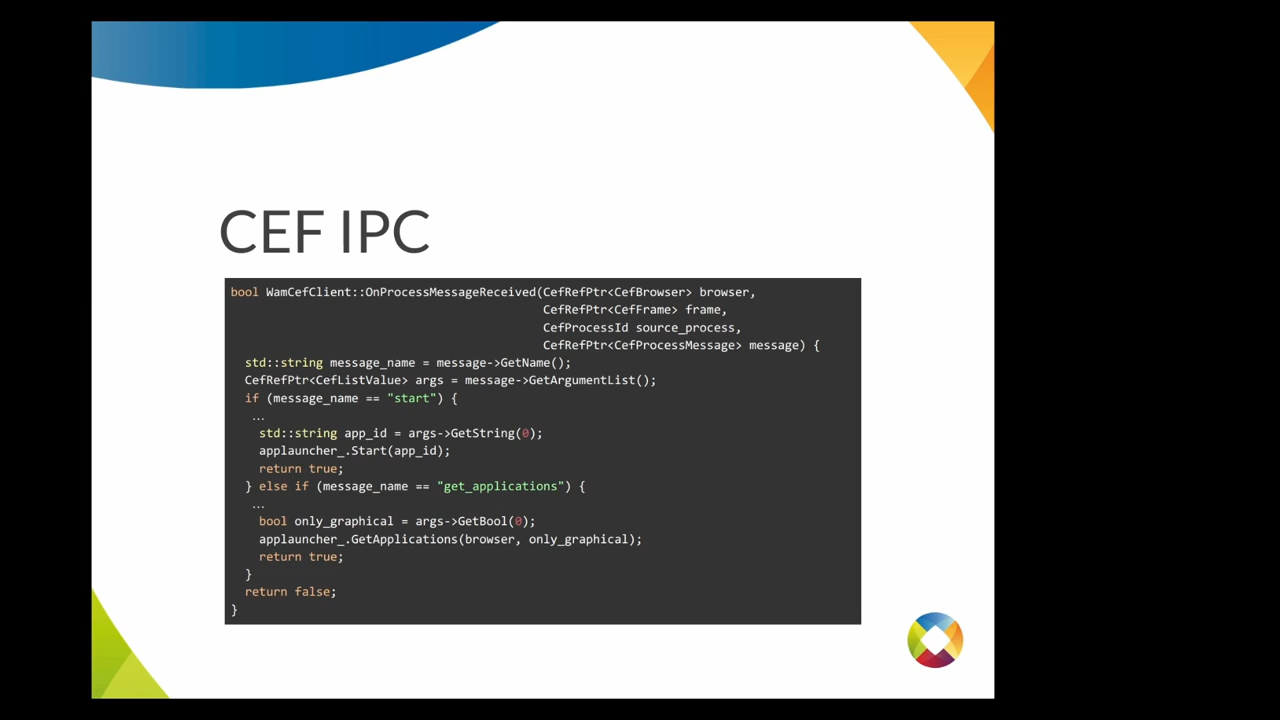 CEF IPC
bool WamCefClient::OnProcessMessageReceived(CefRefPtr<CefBrowser> browser,
CefRefPtr<CefFrame> frame,
CefProcessId source_process,
CefRefPtr<CefProcessMessage> message) {
std::string message_name = message->GetName();
CefRefPtr<CefListValue> args = message->GetArgumentList();
if (message_name == "start") {
…
std::string app_id = args->GetString(0);
applauncher_.Start(app_id);
return true;
} else if (message_name == "get_applications") {
…
bool only_graphical = args->GetBool(0);
applauncher_.GetApplications(browser, only_graphical);
return true;
}
return false;
}